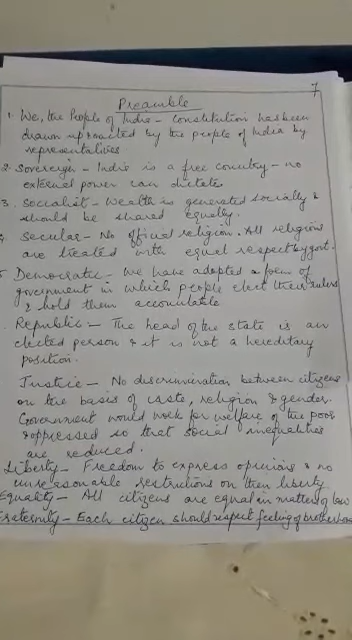 7
Preamble
1. We, the People of India - Constitution has been
drawn up & enacted by the people of India by
representatives
2. Sovereign - India is a free country - no
external power can dictate
3. Socialist - Wealth is generated socially &
should be shared equally.
Secular - No official religion. All religions
are treated with equal respect by govt.
Democratic - We have adopted a form of
government in which people elect their rulers
& hold them accountable
Republic - The head of the state is an
elected person & it is not a hereditary
position.
Justice - No discrimination between citizens
on the basis of caste, religion & gender.
Government would work for welfare of the poor
& oppressed so that social inequalities
are reduced.
Liberty - Freedom to express opinions & no
unreasonable restrictions on their liberty
Equality - All citizens are equal in matters of law
Fraternity - Each citizen should respect feeling of